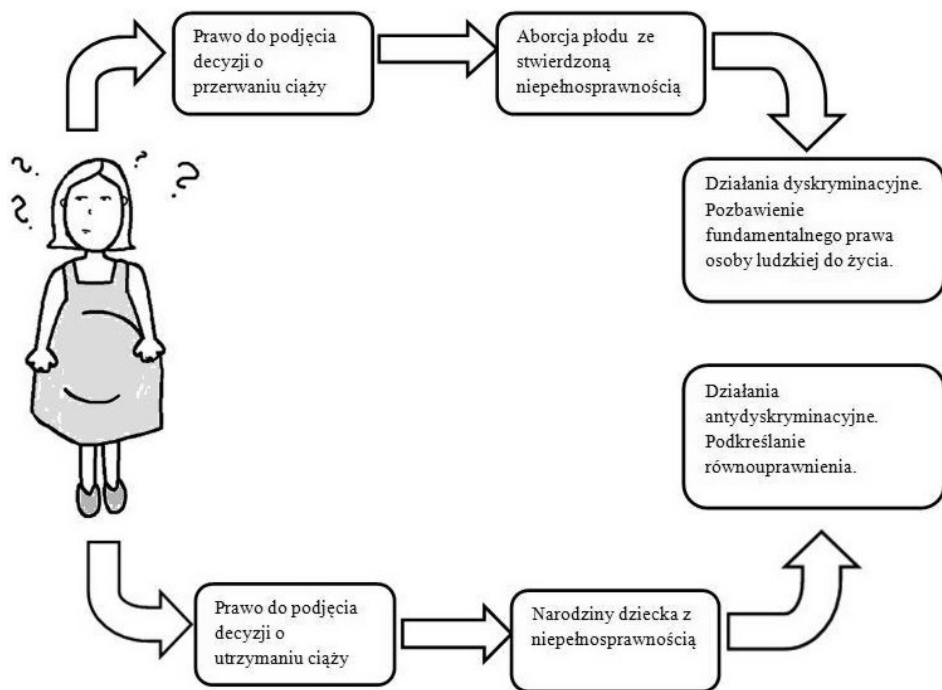 Prawo do podjęcia
decyzji o
przerwaniu ciąży
Aborcja płodu ze
stwierdzoną
niepełnosprawnością
Działania dyskryminacyjne.
Pozbawienie
fundamentalnego prawa
osoby ludzkiej do życia.
Działania
antydyskryminacyjne.
Podkreślanie
równouprawnienia.
Prawo do podjęcia
decyzji o
utrzymaniu ciąży
Narodziny dziecka z
niepełnosprawnością